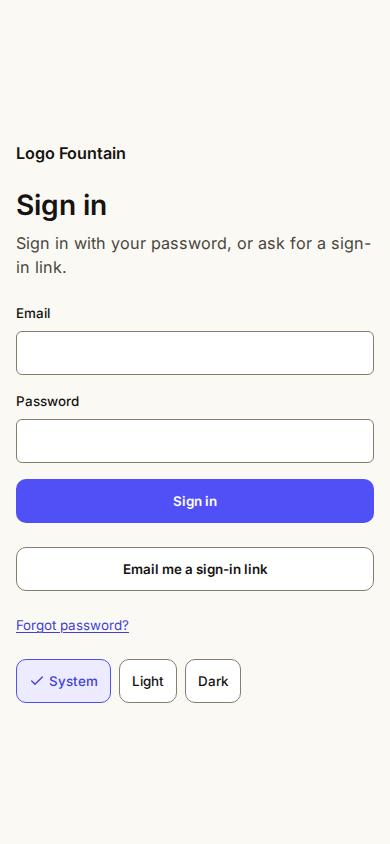 Logo Fountain
Sign in
Sign in with your password, or ask for a sign-
in link.
Email
Password
Sign in
Email me a sign-in link
Forgot password?
System
Light
Dark